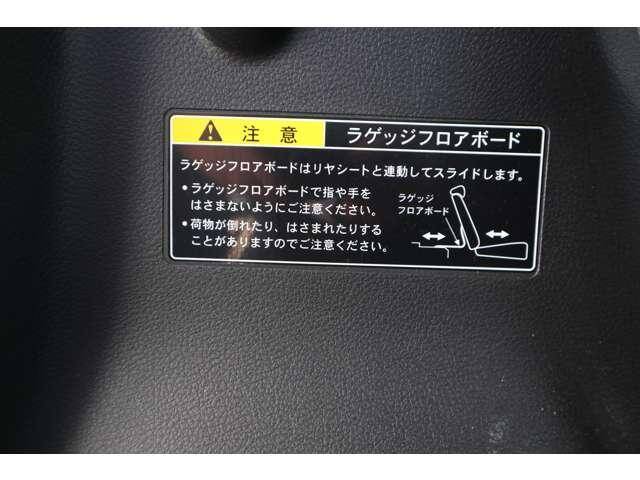 注意 ラゲッジフロアボード
ラゲッジフロアボードはリヤシートと連動してスライドします。
•ラゲッジフロアボードで指や手を
はさまないようにご注意ください。
•荷物が倒れたり、はさまれたりする
ことがありますのでご注意ください。
ラゲッジ
フロアボード